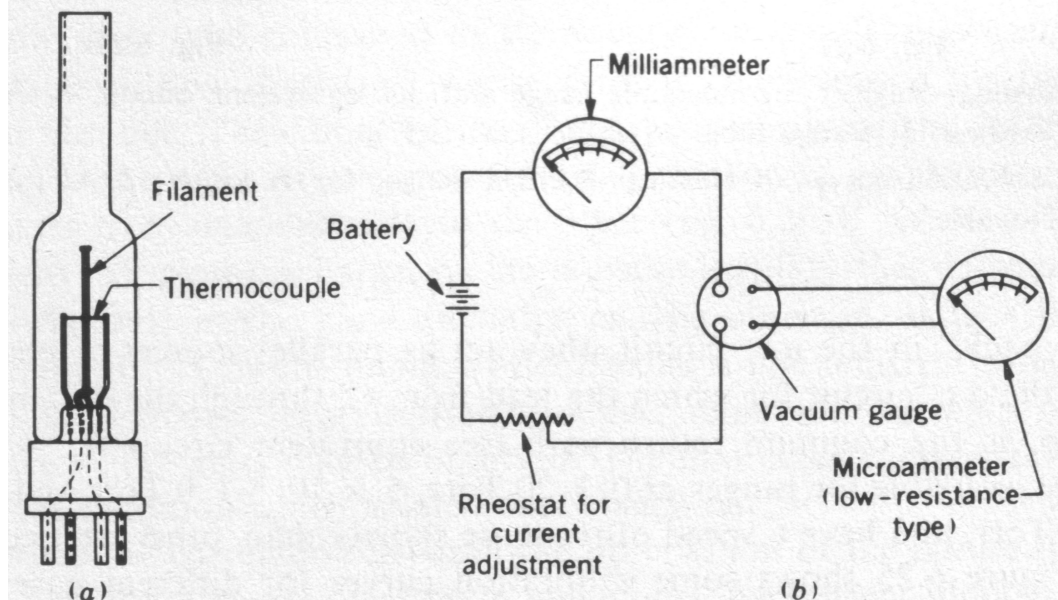 Filament
Thermocouple
(a)
Milliammeter
Battery
Vacuum gauge
Rheostat for
current
adjustment
Microammeter
(low-resistance
type)
(b)